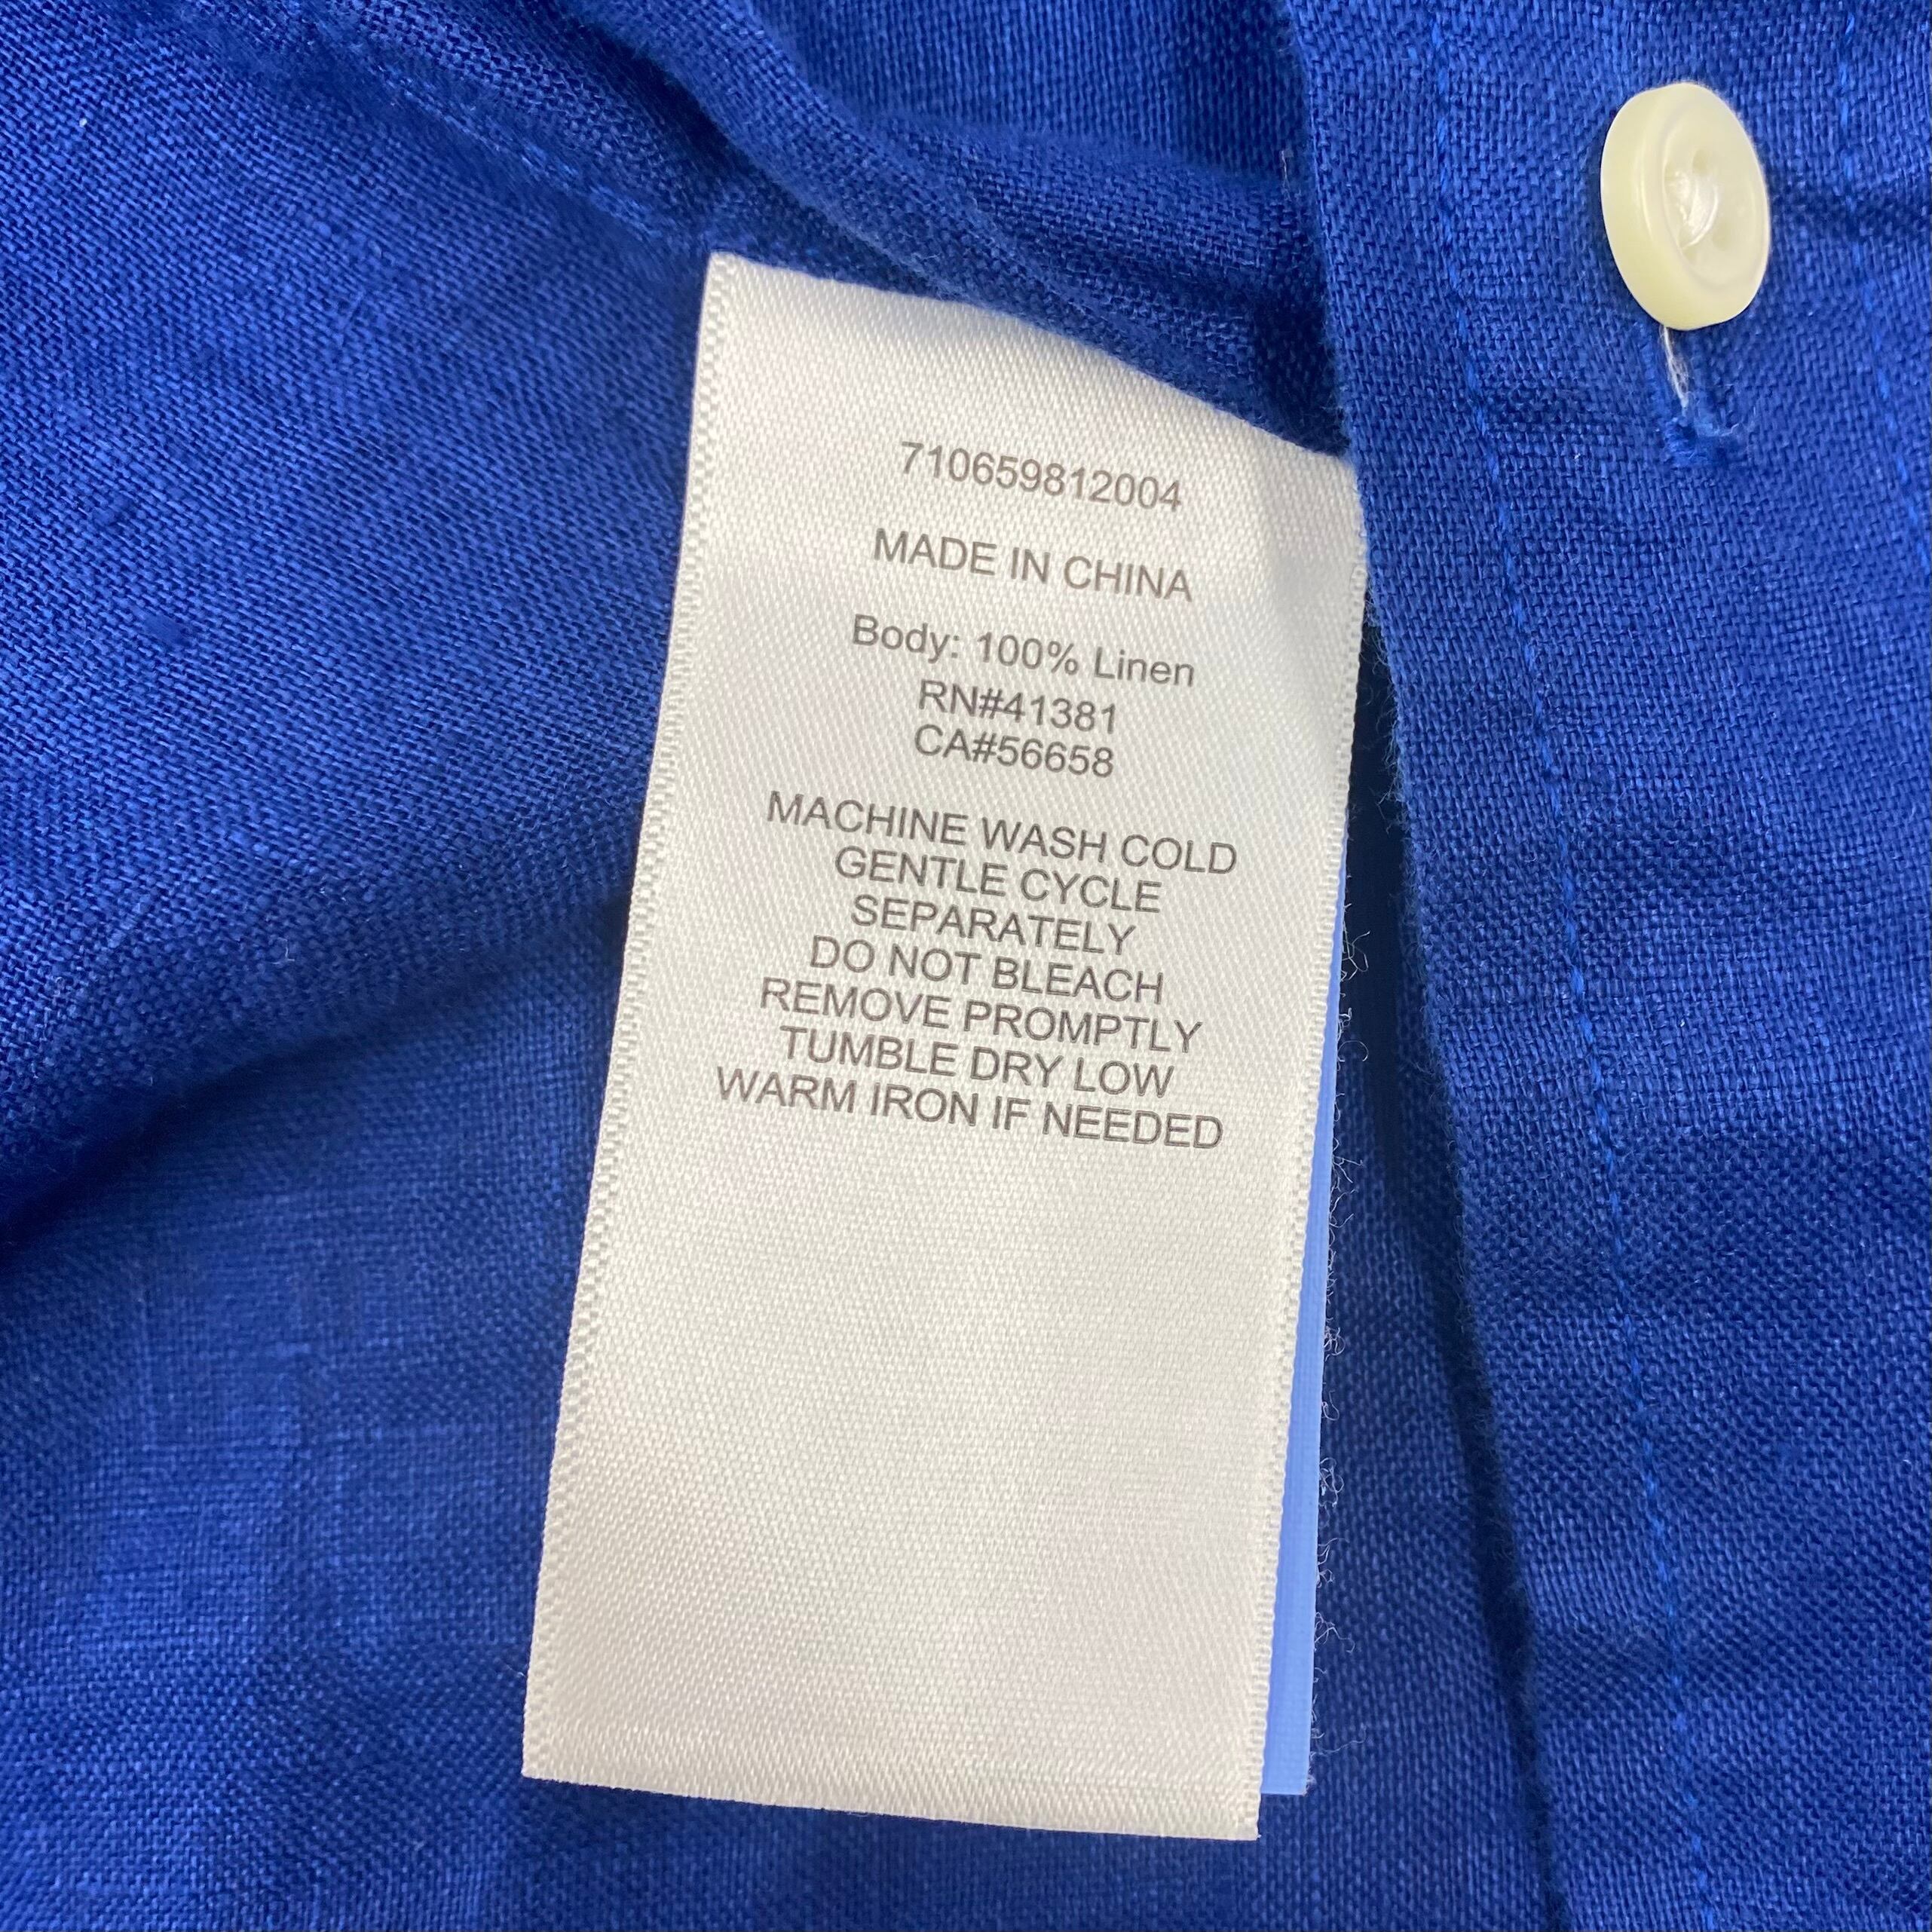 710659812004
MADE IN CHINA
Body: 100% Linen
RN#41381
CA#56658
MACHINE WASH COLD
GENTLE CYCLE
SEPARATELY
DO NOT BLEACH
REMOVE PROMPTLY
TUMBLE DRY LOW
WARM IRON IF NEEDED